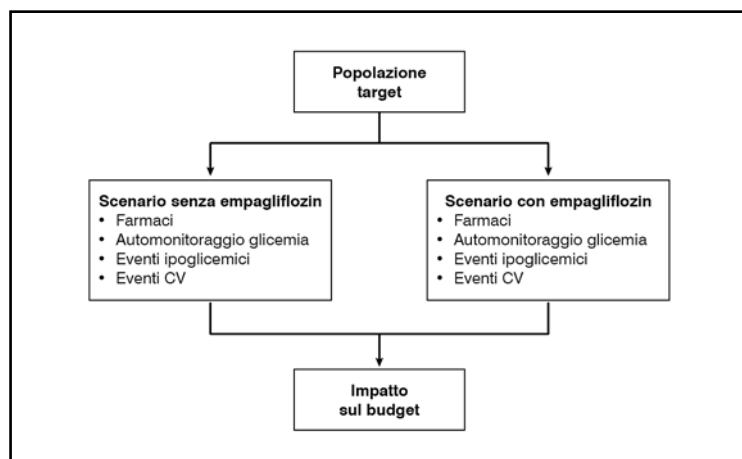 Popolazione
target
Scenario senza empagliflozin
• Farmaci
• Automonitoraggio glicemia
• Eventi ipoglicemici
• Eventi CV
Scenario con empagliflozin
• Farmaci
• Automonitoraggio glicemia
• Eventi ipoglicemici
• Eventi CV
Impatto
sul budget